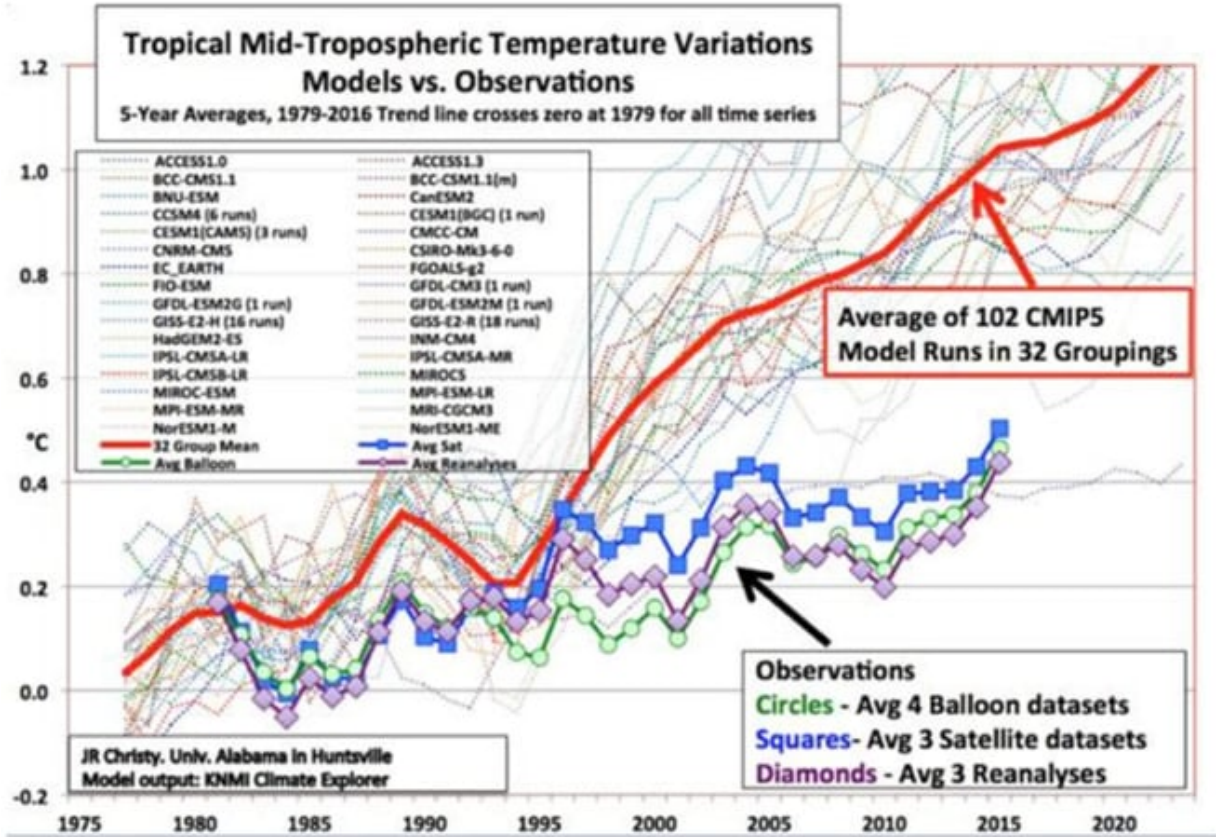 Tropical Mid-Tropospheric Temperature Variations
Models vs. Observations
5-Year Averages, 1979-2016 Trend line crosses zero at 1979 for all time series
1.2
1.0
0.8
0.6
°C
0.4
0.2
0.0
-0.2
ACCESS1.0 ACCESS1.3
BCC-CMS1.1 BCC-CSM1.1(m)
BNU-ESM CanESM2
CCSM4 (6 runs) CESM1(BGC) (1 run)
CESM1(CAM5) (3 runs) CMCC-CM
CNRM-CM5 CSIRO-Mk3-6-0
EC_EARTH FGOALS-g2
FIO-ESM GFDL-CM3 (1 run)
GFDL-ESM2G (1 run) GFDL-ESM2M (1 run)
GISS-E2-H (16 runs) GISS-E2-R (18 runs)
HadGEM2-ES INM-CM4
IPSL-CM5A-LR IPSL-CM5A-MR
IPSL-CM5B-LR MIROC5
MIROC-ESM MPI-ESM-LR
MPI-ESM-MR MRI-CGCM3
NorESM1-M NorESM1-ME
32 Group Mean Avg Sat
Avg Balloon Avg Reanalyses
Average of 102 CMIP5
Model Runs in 32 Groupings
Observations
Circles - Avg 4 Balloon datasets
Squares- Avg 3 Satellite datasets
Diamonds - Avg 3 Reanalyses
JR Christy. Univ. Alabama in Huntsville
Model output: KNMI Climate Explorer
1975 1980 1985 1990 1995 2000 2005 2010 2015 2020